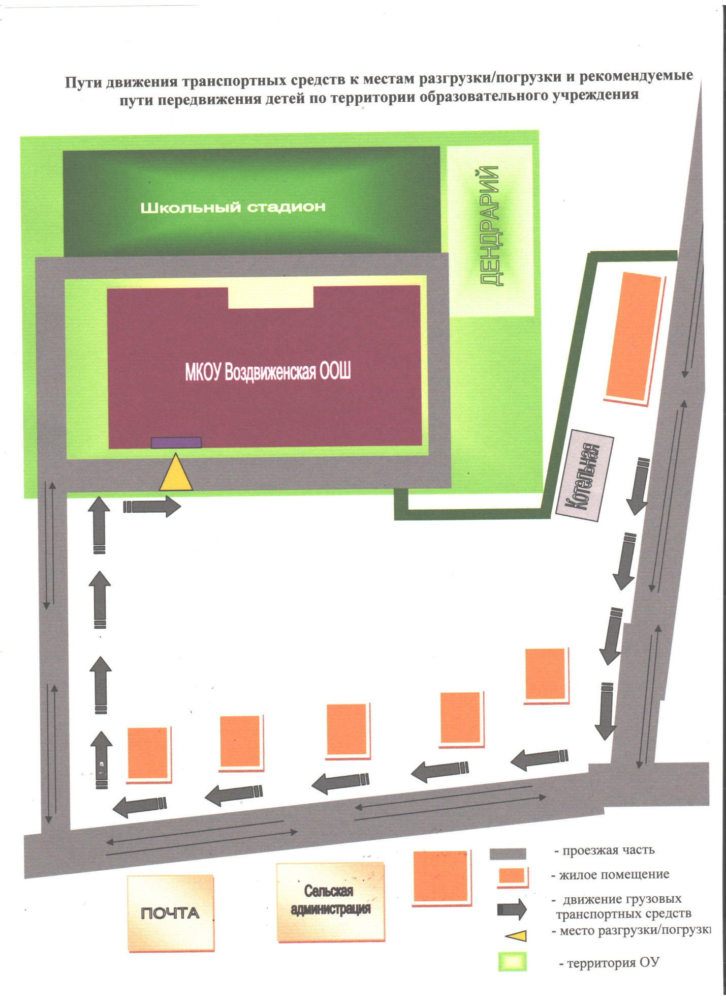 Пути движения транспортных средств к местам разгрузки/погрузки и рекомендуемые
пути передвижения детей по территории образовательного учреждения
Школьный стадион
ДЕНДРАРИЙ
МКОУ Воздвиженская ООШ
Котельная
- проезжая часть
- жилое помещение
- движение грузовых
транспортных средств
- место разгрузки/погрузки
- территория ОУ
Сельская
администрация
ПОЧТА